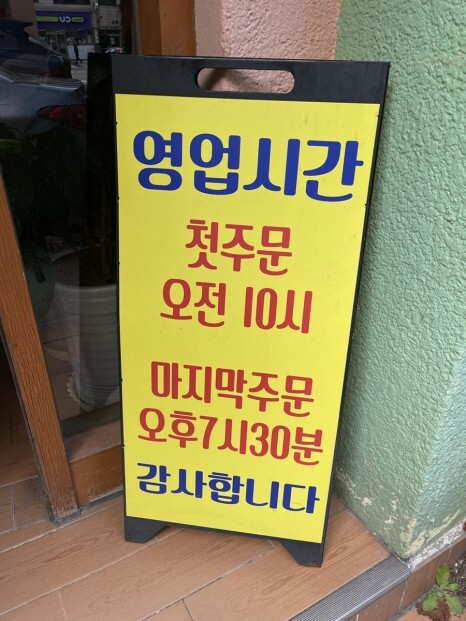 CU
영업시간
첫주문
오전 10시
마지막주문
오후7시30분
감사합니다